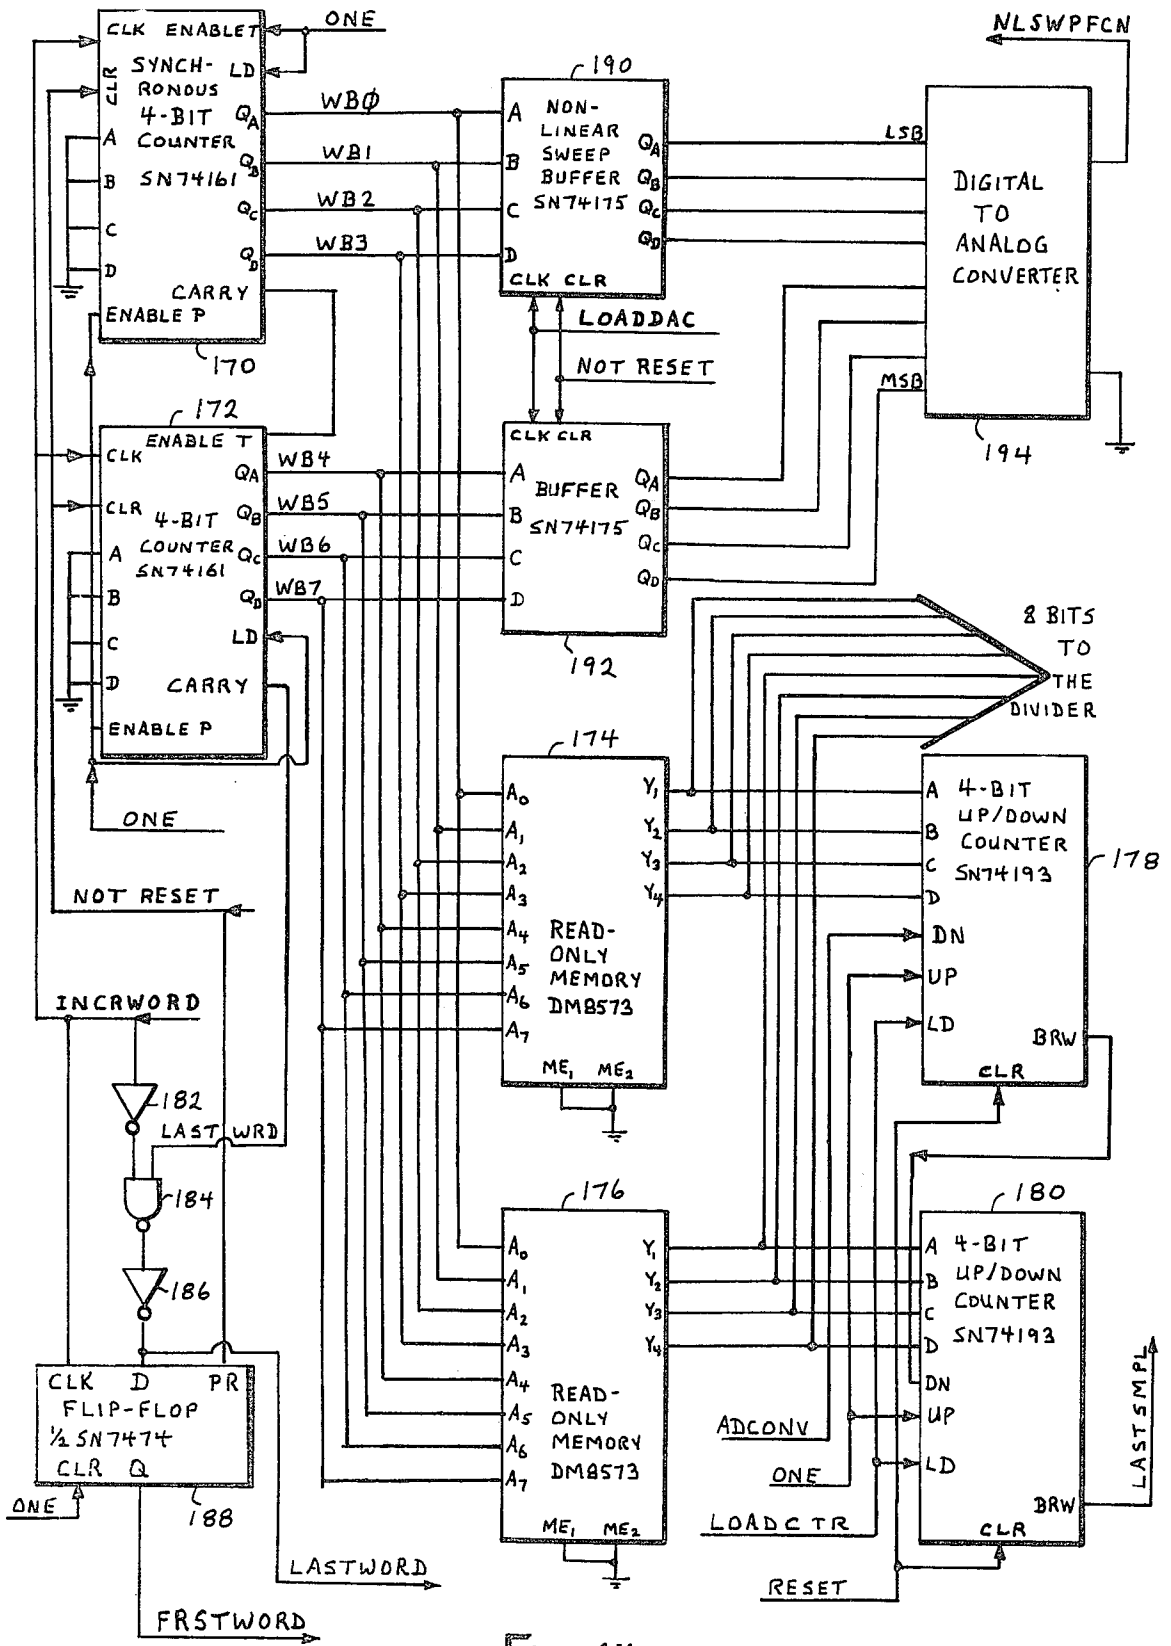 CLK ENABLET
CLR
SYNCH-
RONOUS
4-BIT
COUNTER
SN74161
LD
QA
QB
QC
QD
A
B
C
D
CARRY
ENABLE P
170
ONE
WBØ
WB1
WB2
WB3
190
A
B
C
D
NON-
LINEAR
SWEEP
BUFFER
SN74175
QA
QB
QC
QD
CLK CLR
LOADDAC
NOT RESET
NLSWPFCN
LSB
DIGITAL
TO
ANALOG
CONVERTER
MSB
194
172
ENABLE T
CLK
CLR
4-BIT
COUNTER
SN74161
A
B
C
D
QA
QB
QC
QD
LD
CARRY
ENABLE P
ONE
WB4
WB5
WB6
WB7
CLK CLR
A
B
C
D
BUFFER
SN74175
QA
QB
QC
QD
192
8 BITS
TO
THE
DIVIDER
174
A0
A1
A2
A3
A4
A5
A6
A7
READ-
ONLY
MEMORY
DM8573
Y1
Y2
Y3
Y4
ME1 ME2
A
B
C
D
4-BIT
UP/DOWN
COUNTER
SN74193
DN
UP
LD
BRW
CLR
178
NOT RESET
INCRWORD
182
LAST WRD
184
186
CLK D PR
FLIP-FLOP
½ SN7474
CLR Q
ONE
188
LASTWORD
FRSTWORD
176
A0
A1
A2
A3
A4
A5
A6
A7
READ-
ONLY
MEMORY
DM8573
Y1
Y2
Y3
Y4
ME1 ME2
180
A
B
C
D
4-BIT
UP/DOWN
COUNTER
SN74193
DN
UP
LD
BRW
CLR
ADCONV
ONE
LOADCTR
RESET
LASTSMPL